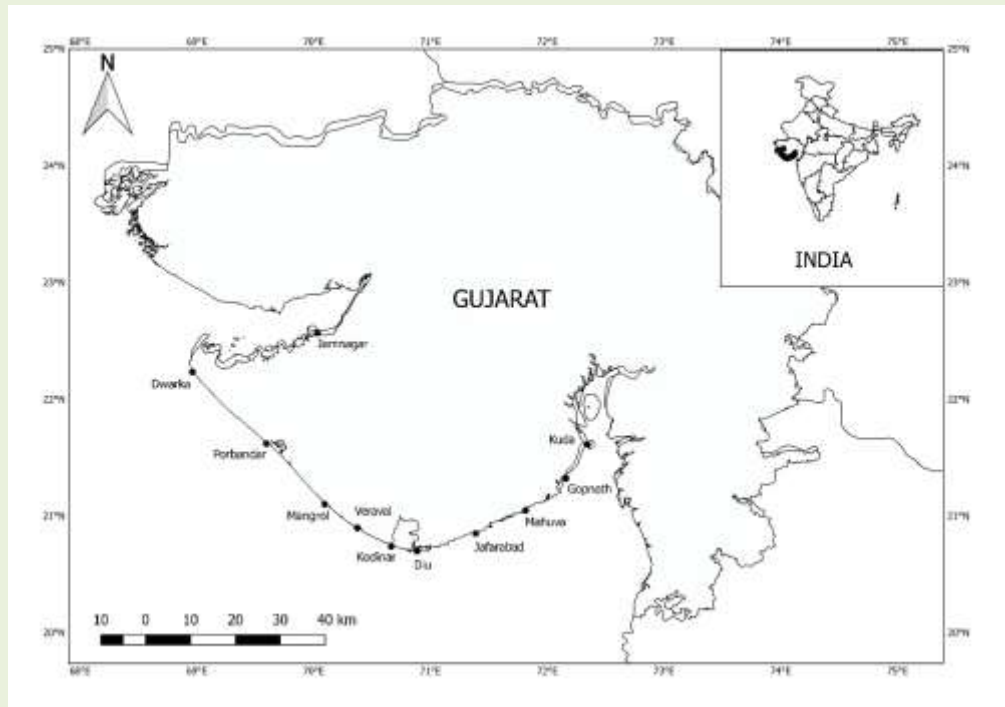 68°E 69°E 70°E 71°E 72°E 73°E 74°E 75°E
25°N 25°N
N
24°N 24°N
INDIA
23°N 23°N
GUJARAT
Jamnagar
Dwarka
22°N 22°N
Porbandar
Kuda
Gopnath
Mangrol
Veraval
Mahuva
21°N 21°N
Kodinar
Diu
Jafarabad
10 0 10 20 30 40 km
20°N 20°N
68°E 69°E 70°E 71°E 72°E 73°E 74°E 75°E